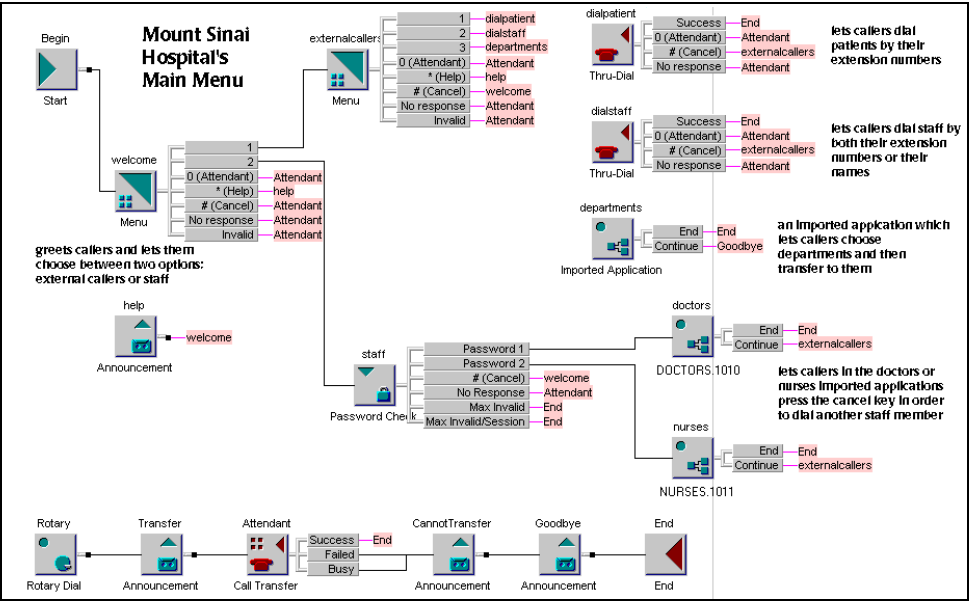 Begin
Start
Mount Sinai
Hospital's
Main Menu
externalcallers
Menu
1
dialpatient
2
dialstaff
3
departments
0 (Attendant)
Attendant
* (Help)
help
# (Cancel)
welcome
No response
Attendant
Invalid
Attendant
dialpatient
Thru-Dial
Success
End
0 (Attendant)
Attendant
# (Cancel)
externalcallers
No response
Attendant
lets callers dial
patients by their
extension numbers
dialstaff
Thru-Dial
Success
End
0 (Attendant)
Attendant
# (Cancel)
externalcallers
No response
Attendant
lets callers dial staff by
both their extension
numbers or their
names
welcome
Menu
1
2
0 (Attendant)
Attendant
* (Help)
help
# (Cancel)
Attendant
No response
Attendant
Invalid
Attendant
greets callers and lets them
choose between two options:
external callers or staff
departments
Imported Application
End
End
Continue
Goodbye
an imported application which
lets callers choose
departments and then
transfer to them
help
Announcement
welcome
staff
Password Check
Password 1
Password 2
# (Cancel)
welcome
No Response
Attendant
Max Invalid
End
Max Invalid/Session
End
doctors
DOCTORS.1010
End
End
Continue
externalcallers
lets callers in the doctors or
nurses imported applications
press the cancel key in order
to dial another staff member
nurses
NURSES.1011
End
End
Continue
externalcallers
Rotary
Rotary Dial
Transfer
Announcement
Attendant
Call Transfer
Success
End
Failed
Busy
CannotTransfer
Announcement
Goodbye
Announcement
End
End